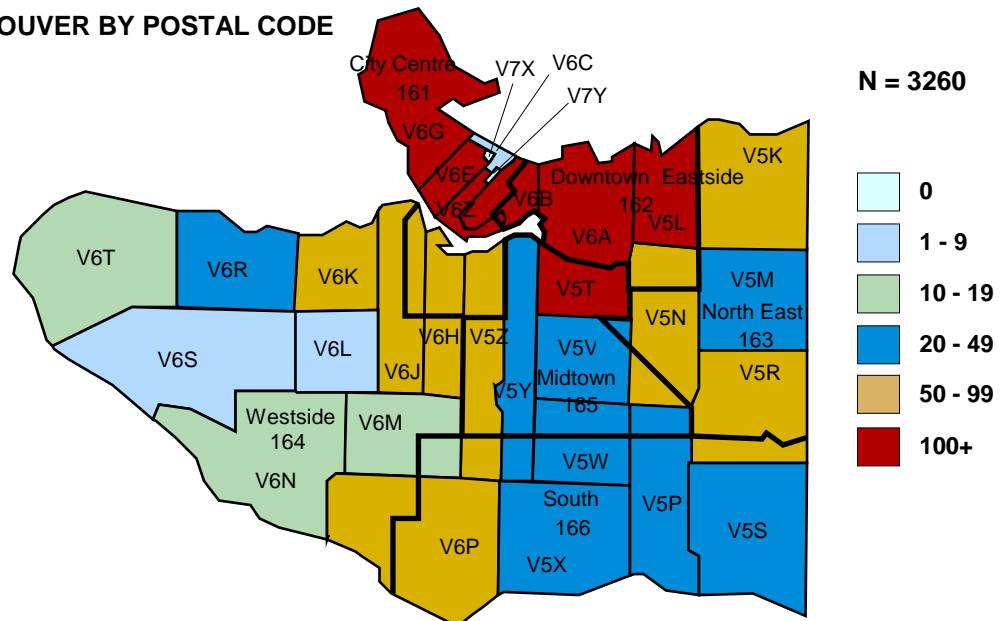 OUVER BY POSTAL CODE
City Centre
161
V7X
V6C
V7Y
N = 3260
V6G
V6E
V6Z
V6B
Downtown Eastside
162
V5L
V6A
V5K
0
1 - 9
10 - 19
20 - 49
50 - 99
100+
V6T
V6R
V6K
V5T
V5M
North East
163
V6S
V6L
V6J
V6H
V5Z
V5Y
V5V
Midtown
165
V5N
V5R
Westside
164
V6M
V6N
V5W
South
166
V5P
V5S
V6P
V5X